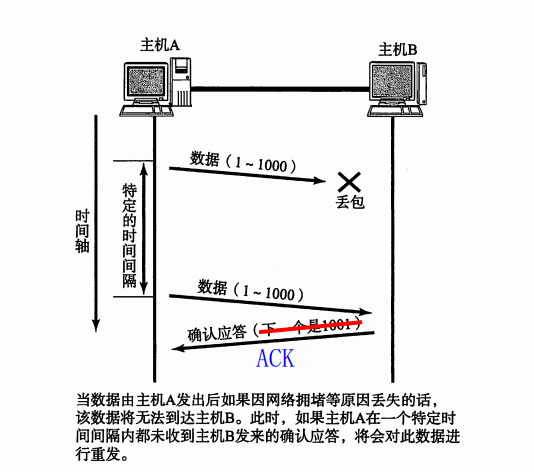 主机A
主机B
数据（1～1000）
丢包
特定的时间间隔
时间轴
数据（1～1000）
确认应答（下一个是1001）
ACK
当数据由主机A发出后如果因网络拥堵等原因丢失的话，
该数据将无法到达主机B。此时，如果主机A在一个特定时
间间隔内都未收到主机B发来的确认应答，将会对此数据进
行重发。